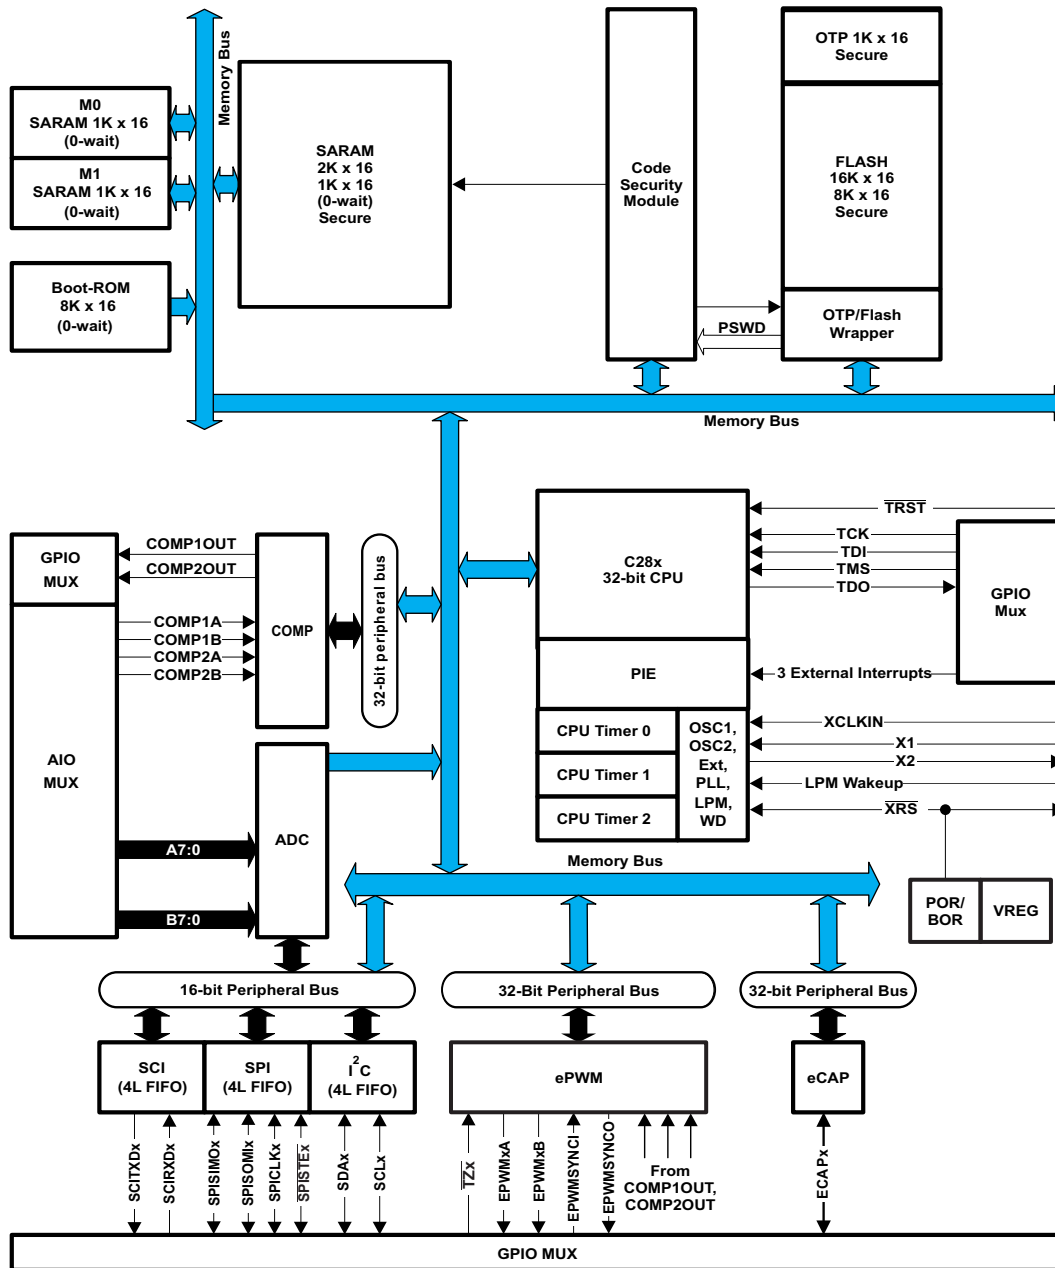 Memory Bus
OTP 1K x 16
Secure
M0
SARAM 1K x 16
(0-wait)
M1
SARAM 1K x 16
(0-wait)
SARAM
2K x 16
1K x 16
(0-wait)
Secure
Code
Security
Module
FLASH
16K x 16
8K x 16
Secure
Boot-ROM
8K x 16
(0-wait)
PSWD
OTP/Flash
Wrapper
Memory Bus
GPIO
MUX
COMP1OUT
COMP2OUT
COMP1A
COMP1B
COMP2A
COMP2B
COMP
32-bit peripheral bus
C28x
32-bit CPU
TRST
TCK
TDI
TMS
TDO
GPIO
Mux
PIE
3 External Interrupts
CPU Timer 0
CPU Timer 1
CPU Timer 2
OSC1,
OSC2,
Ext,
PLL,
LPM,
WD
XCLKIN
X1
X2
LPM Wakeup
XRS
AIO
MUX
ADC
A7:0
B7:0
Memory Bus
POR/
BOR
VREG
16-bit Peripheral Bus
32-Bit Peripheral Bus
32-bit Peripheral Bus
SCI
(4L FIFO)
SPI
(4L FIFO)
I2C
(4L FIFO)
ePWM
eCAP
SCITXDx
SCIRXDx
SPISIMOx
SPISOMIx
SPICLKx
SPISTEx
SDAx
SCLx
TZx
EPWMxA
EPWMxB
EPWMSYNCI
EPWMSYNCO
From
COMP1OUT,
COMP2OUT
ECAPx
GPIO MUX